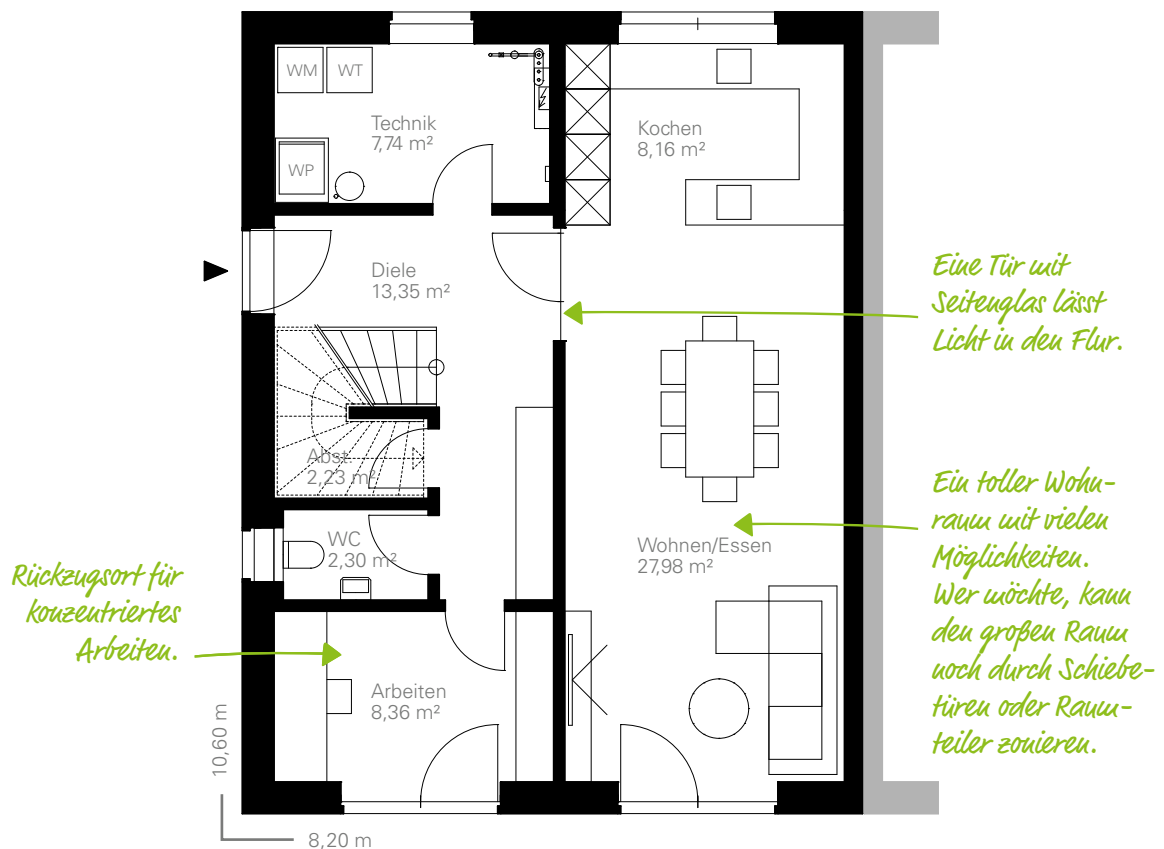 WM
WT
Technik
7,74 m²
WP
Kochen
8,16 m²
Diele
13,35 m²
Eine Tür mit
Seitenglas lässt
Licht in den Flur.
Abst.
2,23 m²
WC
2,30 m²
Wohnen/Essen
27,98 m²
Ein toller Wohn-
raum mit vielen
Möglichkeiten.
Wer möchte, kann
den großen Raum
noch durch Schiebe-
türen oder Raum-
teiler zonieren.
Rückzugsort für
konzentriertes
Arbeiten.
Arbeiten
8,36 m²
10,60 m
8,20 m